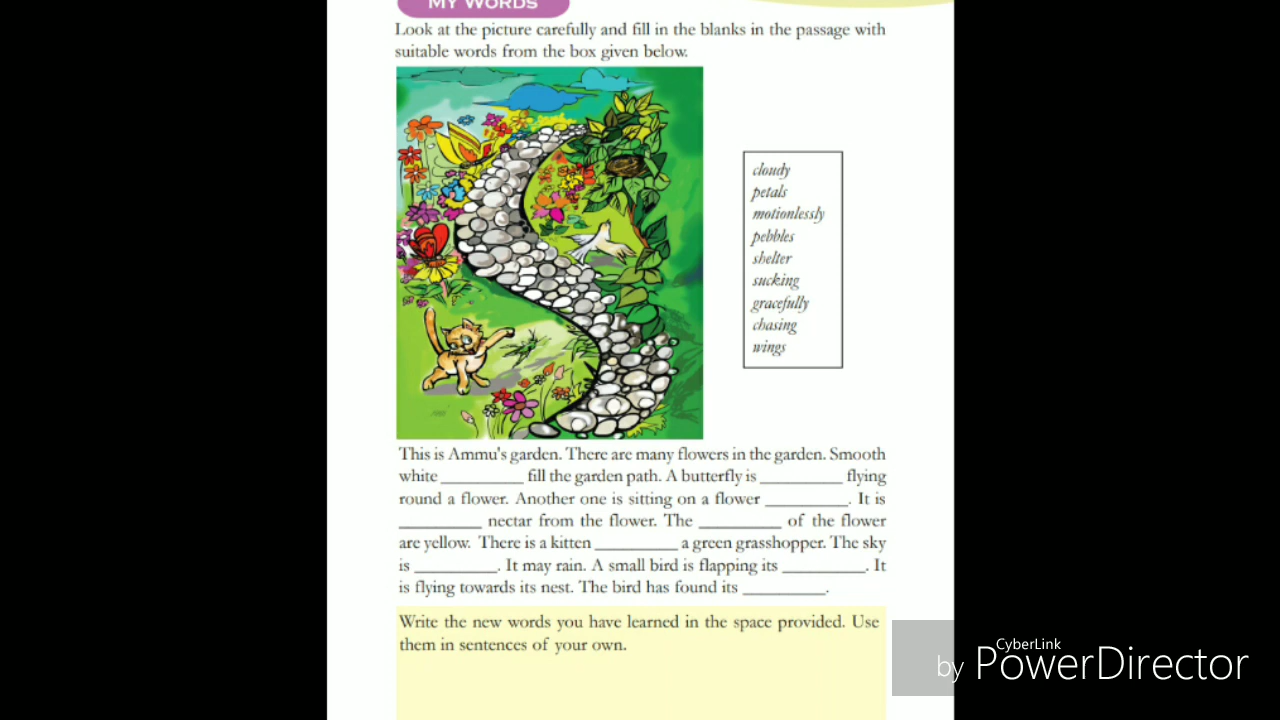 MY WORDS
Look at the picture carefully and fill in the blanks in the passage with
suitable words from the box given below.
cloudy
petals
motionlessly
pebbles
shelter
sucking
gracefully
chasing
wings
This is Ammu's garden. There are many flowers in the garden. Smooth
white __________ fill the garden path. A butterfly is __________ flying
round a flower. Another one is sitting on a flower __________. It is
__________ nectar from the flower. The __________ of the flower
are yellow. There is a kitten __________ a green grasshopper. The sky
is __________. It may rain. A small bird is flapping its __________. It
is flying towards its nest. The bird has found its __________.
Write the new words you have learned in the space provided. Use
them in sentences of your own.
CyberLink
by PowerDirector